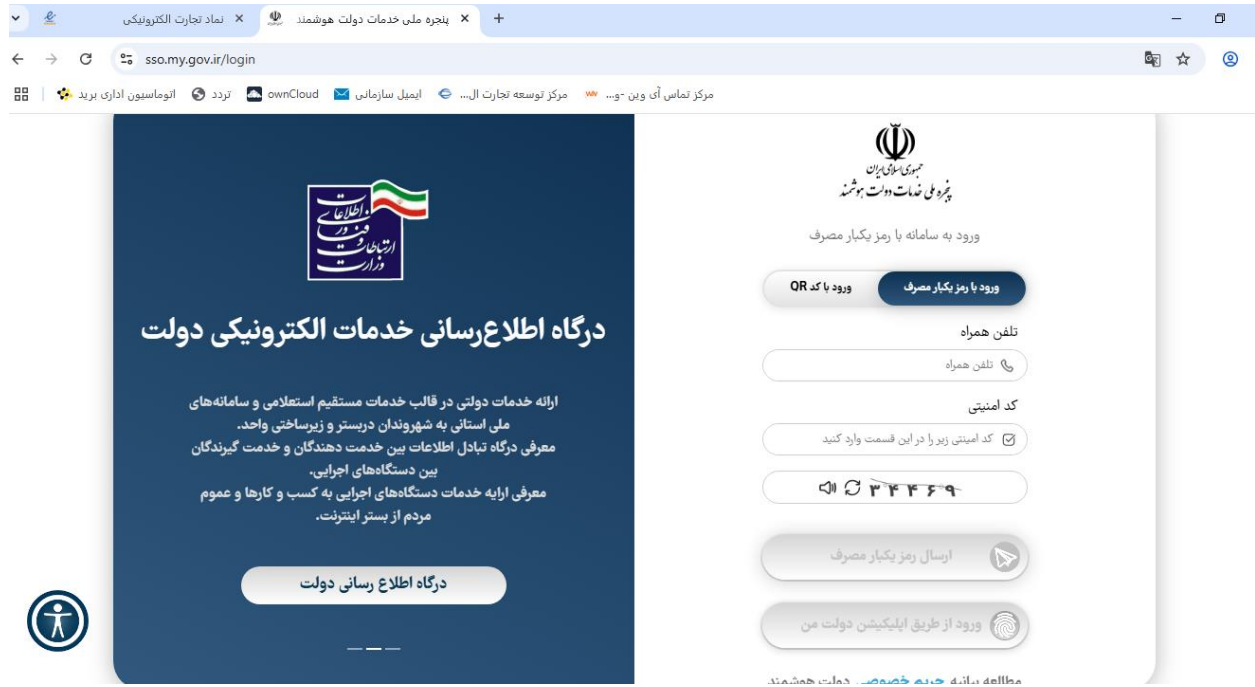 پنجره ملی خدمات دولت هوشمند
نماد تجارت الکترونیکی
sso.my.gov.ir/login
اتوماسیون اداری برید
تردد
ownCloud
ایمیل سازمانی
مرکز توسعه تجارت ال...
مرکز تماس آی وین -و...
جمهوری اسلامی ایران
پنجره ملی خدمات دولت هوشمند
ورود به سامانه با رمز یکبار مصرف
ورود با رمز یکبار مصرف
ورود با کد QR
تلفن همراه
تلفن همراه
کد امنیتی
کد امنیتی زیر را در این قسمت وارد کنید
۳۴۴۶۹
ارسال رمز یکبار مصرف
ورود از طریق اپلیکیشن دولت من
مطالعه بیانیه حریم خصوصی دولت هوشمند
وزارت
ارتباطات و
فناوری
اطلاعات
درگاه اطلاع‌رسانی خدمات الکترونیکی دولت
ارائه خدمات دولتی در قالب خدمات مستقیم استعلامی و سامانه‌های
ملی استانی به شهروندان دربستر و زیرساختی واحد.
معرفی درگاه تبادل اطلاعات بین خدمت دهندگان و خدمت گیرندگان
بین دستگاه‌های اجرایی.
معرفی ارایه خدمات دستگاه‌های اجرایی به کسب و کارها و عموم
مردم از بستر اینترنت.
درگاه اطلاع رسانی دولت